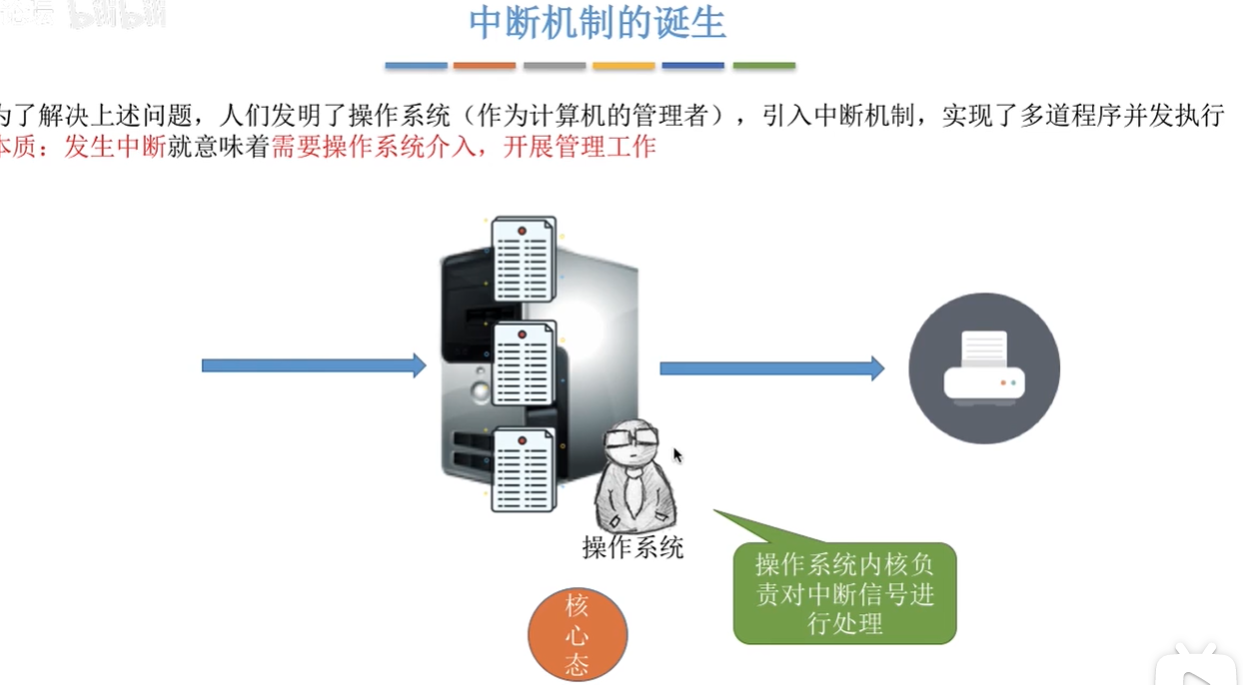 中断机制的诞生
为了解决上述问题，人们发明了操作系统（作为计算机的管理者），引入中断机制，实现了多道程序并发执行
本质：发生中断就意味着需要操作系统介入，开展管理工作
操作系统
操作系统内核负
责对中断信号进
行处理
核
心
态